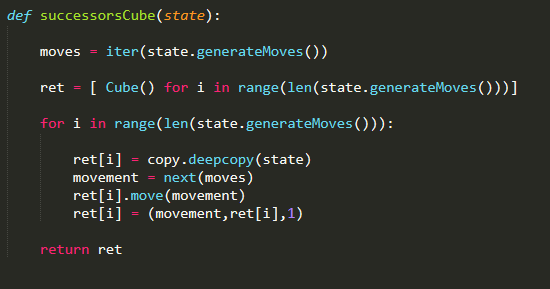 def successorsCube(state):
moves = iter(state.generateMoves())
ret = [ Cube() for i in range(len(state.generateMoves()))]
for i in range(len(state.generateMoves())):
ret[i] = copy.deepcopy(state)
movement = next(moves)
ret[i].move(movement)
ret[i] = (movement,ret[i],1)
return ret